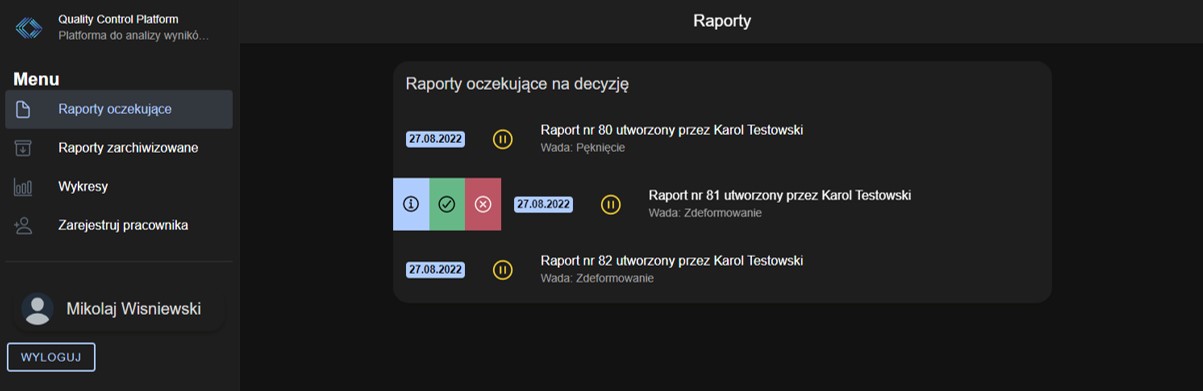 Quality Control Platform
Platforma do analizy wynikó...
Menu
Raporty oczekujące
Raporty zarchiwizowane
Wykresy
Zarejestruj pracownika
Mikolaj Wisniewski
WYLOGUJ
Raporty
Raporty oczekujące na decyzję
27.08.2022
Raport nr 80 utworzony przez Karol Testowski
Wada: Pęknięcie
27.08.2022
Raport nr 81 utworzony przez Karol Testowski
Wada: Zdeformowanie
27.08.2022
Raport nr 82 utworzony przez Karol Testowski
Wada: Zdeformowanie